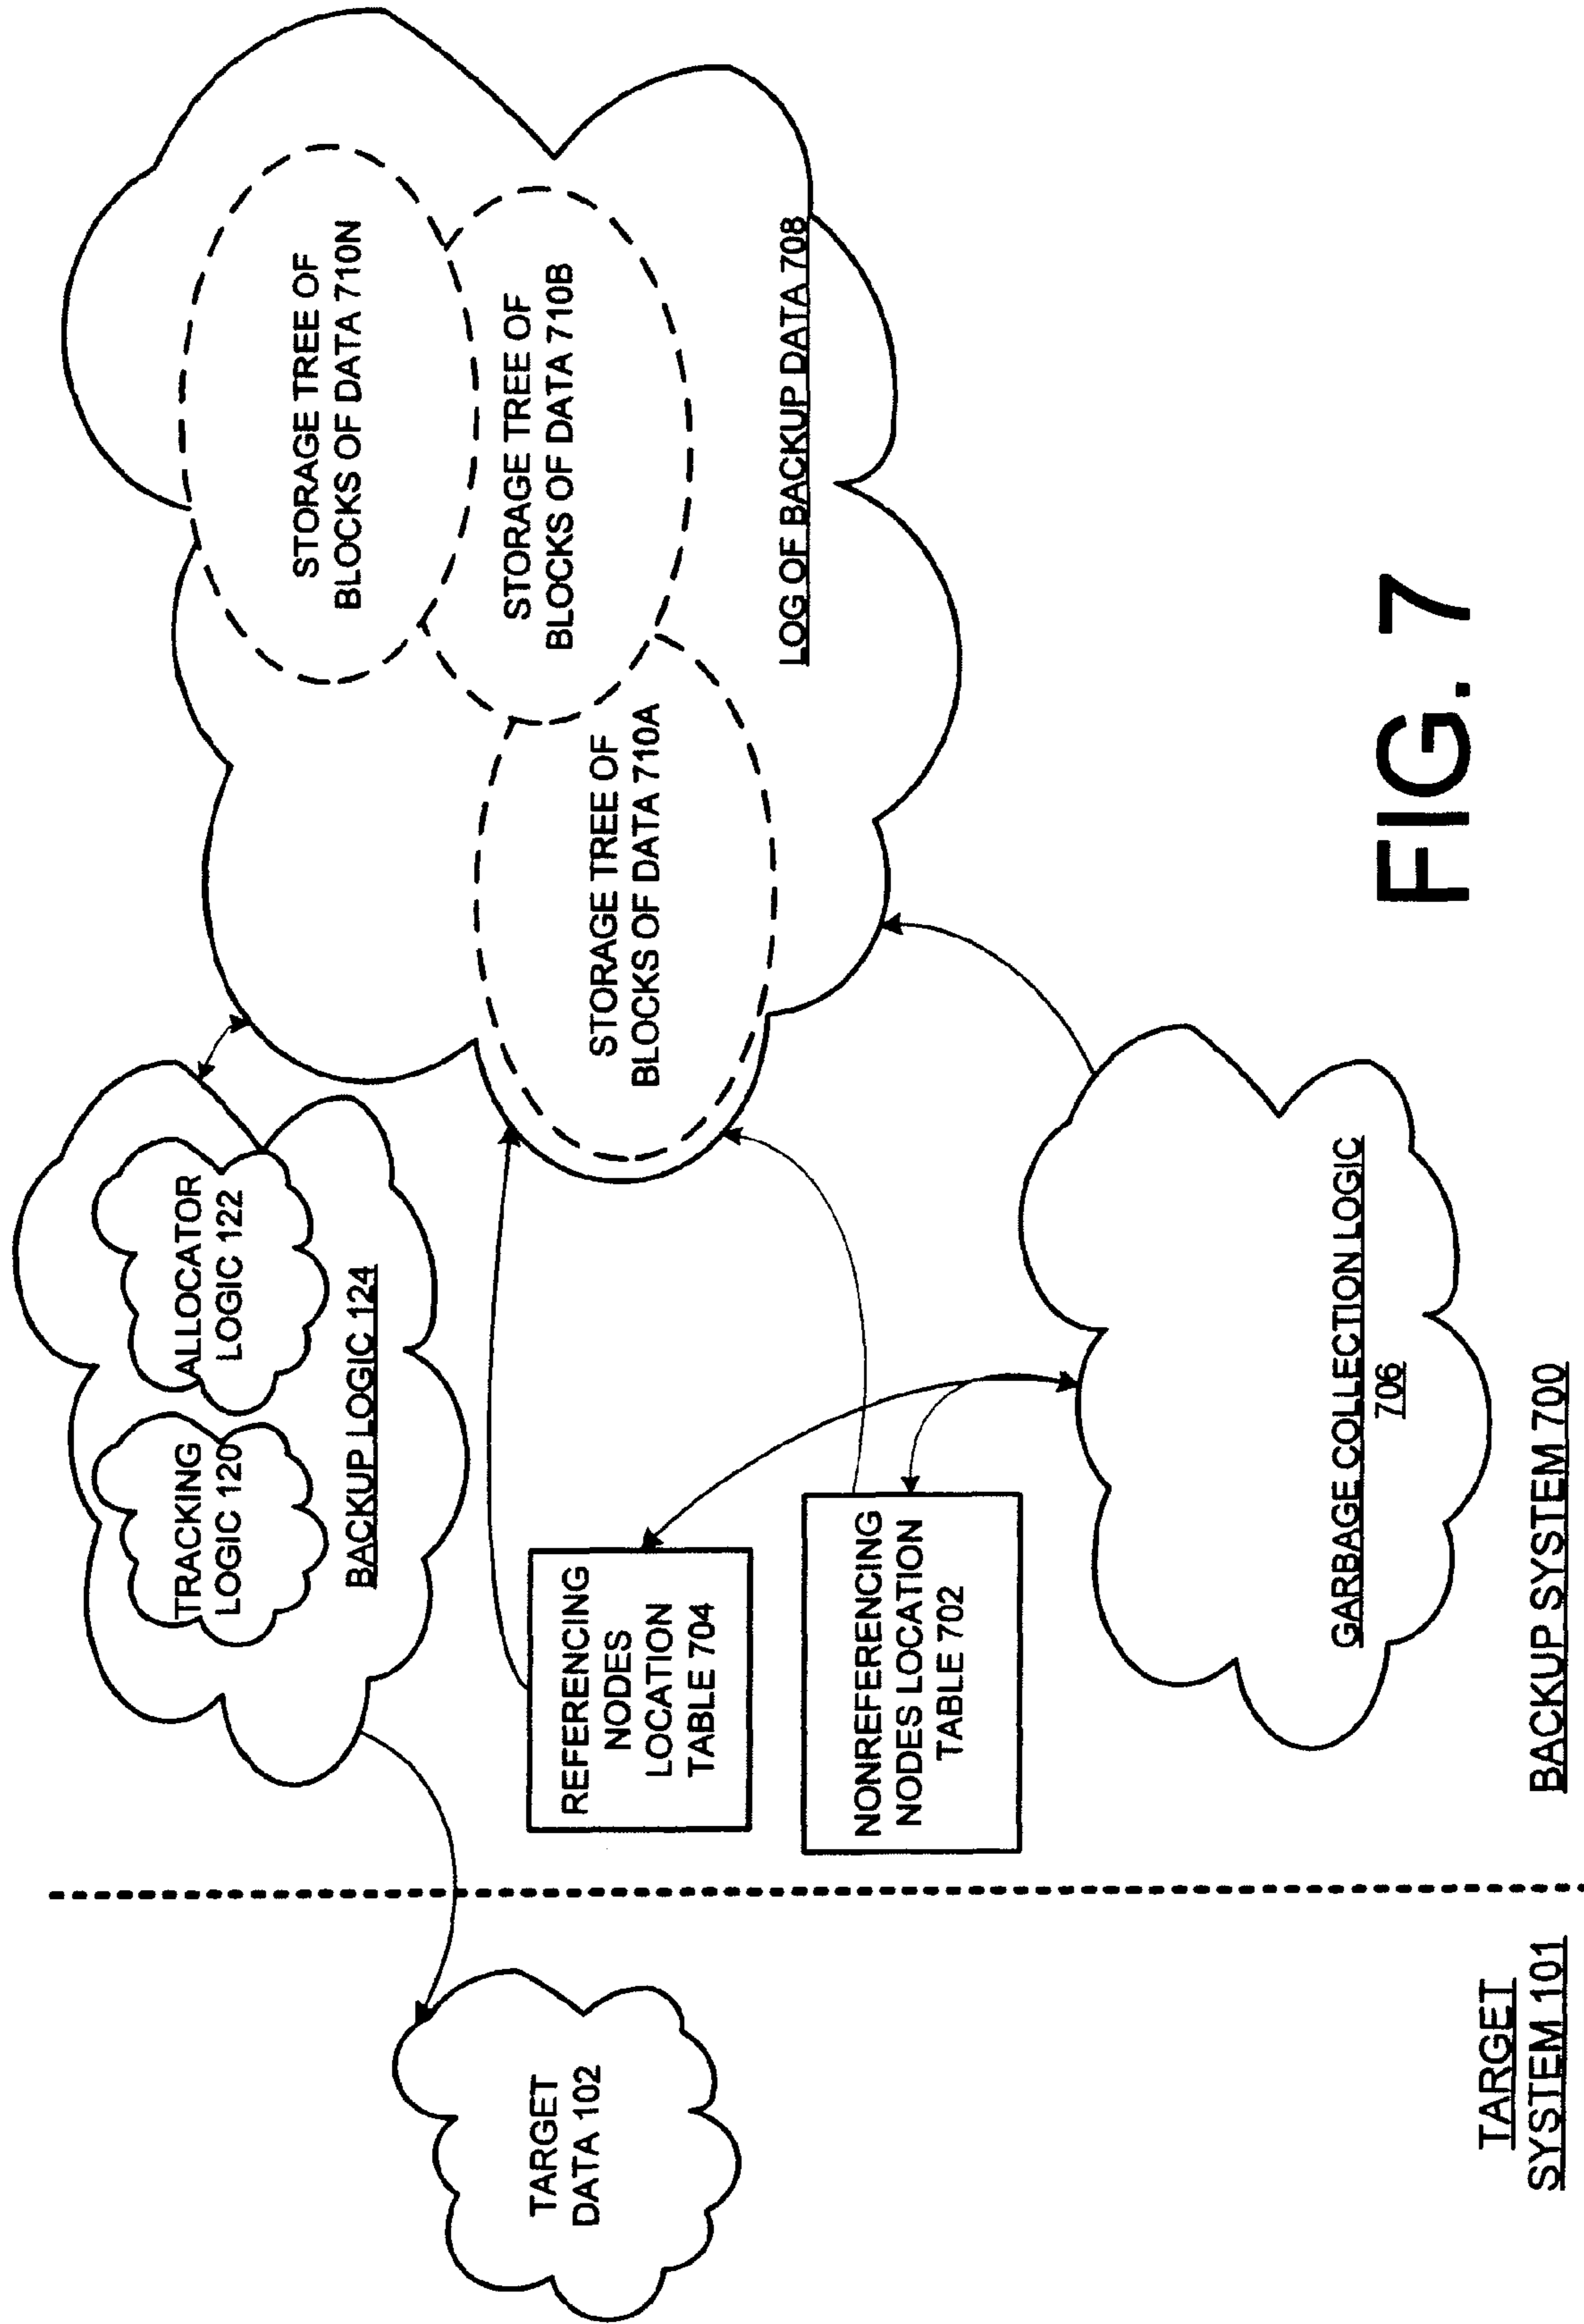 TRACKING
LOGIC 120
ALLOCATOR
LOGIC 122
BACKUP LOGIC 124
STORAGE TREE OF
BLOCKS OF DATA 710N
STORAGE TREE OF
BLOCKS OF DATA 710B
STORAGE TREE OF
BLOCKS OF DATA 710A
LOG OF BACKUP DATA 708
TARGET
DATA 102
REFERENCING
NODES
LOCATION
TABLE 704
NONREFERENCING
NODES LOCATION
TABLE 702
GARBAGE COLLECTION LOGIC
706
TARGET
SYSTEM 101
BACKUP SYSTEM 700
FIG. 7